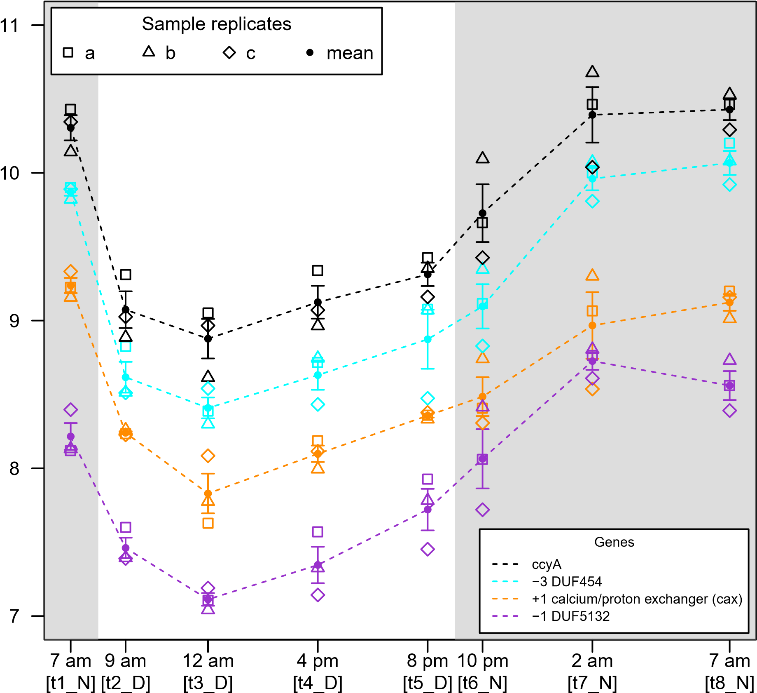 Sample replicates
a b c mean
11
10
9
8
7
Genes
ccyA
−3 DUF454
+1 calcium/proton exchanger (cax)
−1 DUF5132
7 am 9 am 12 am 4 pm 8 pm 10 pm 2 am 7 am
[t1_N] [t2_D] [t3_D] [t4_D] [t5_D] [t6_N] [t7_N] [t8_N]